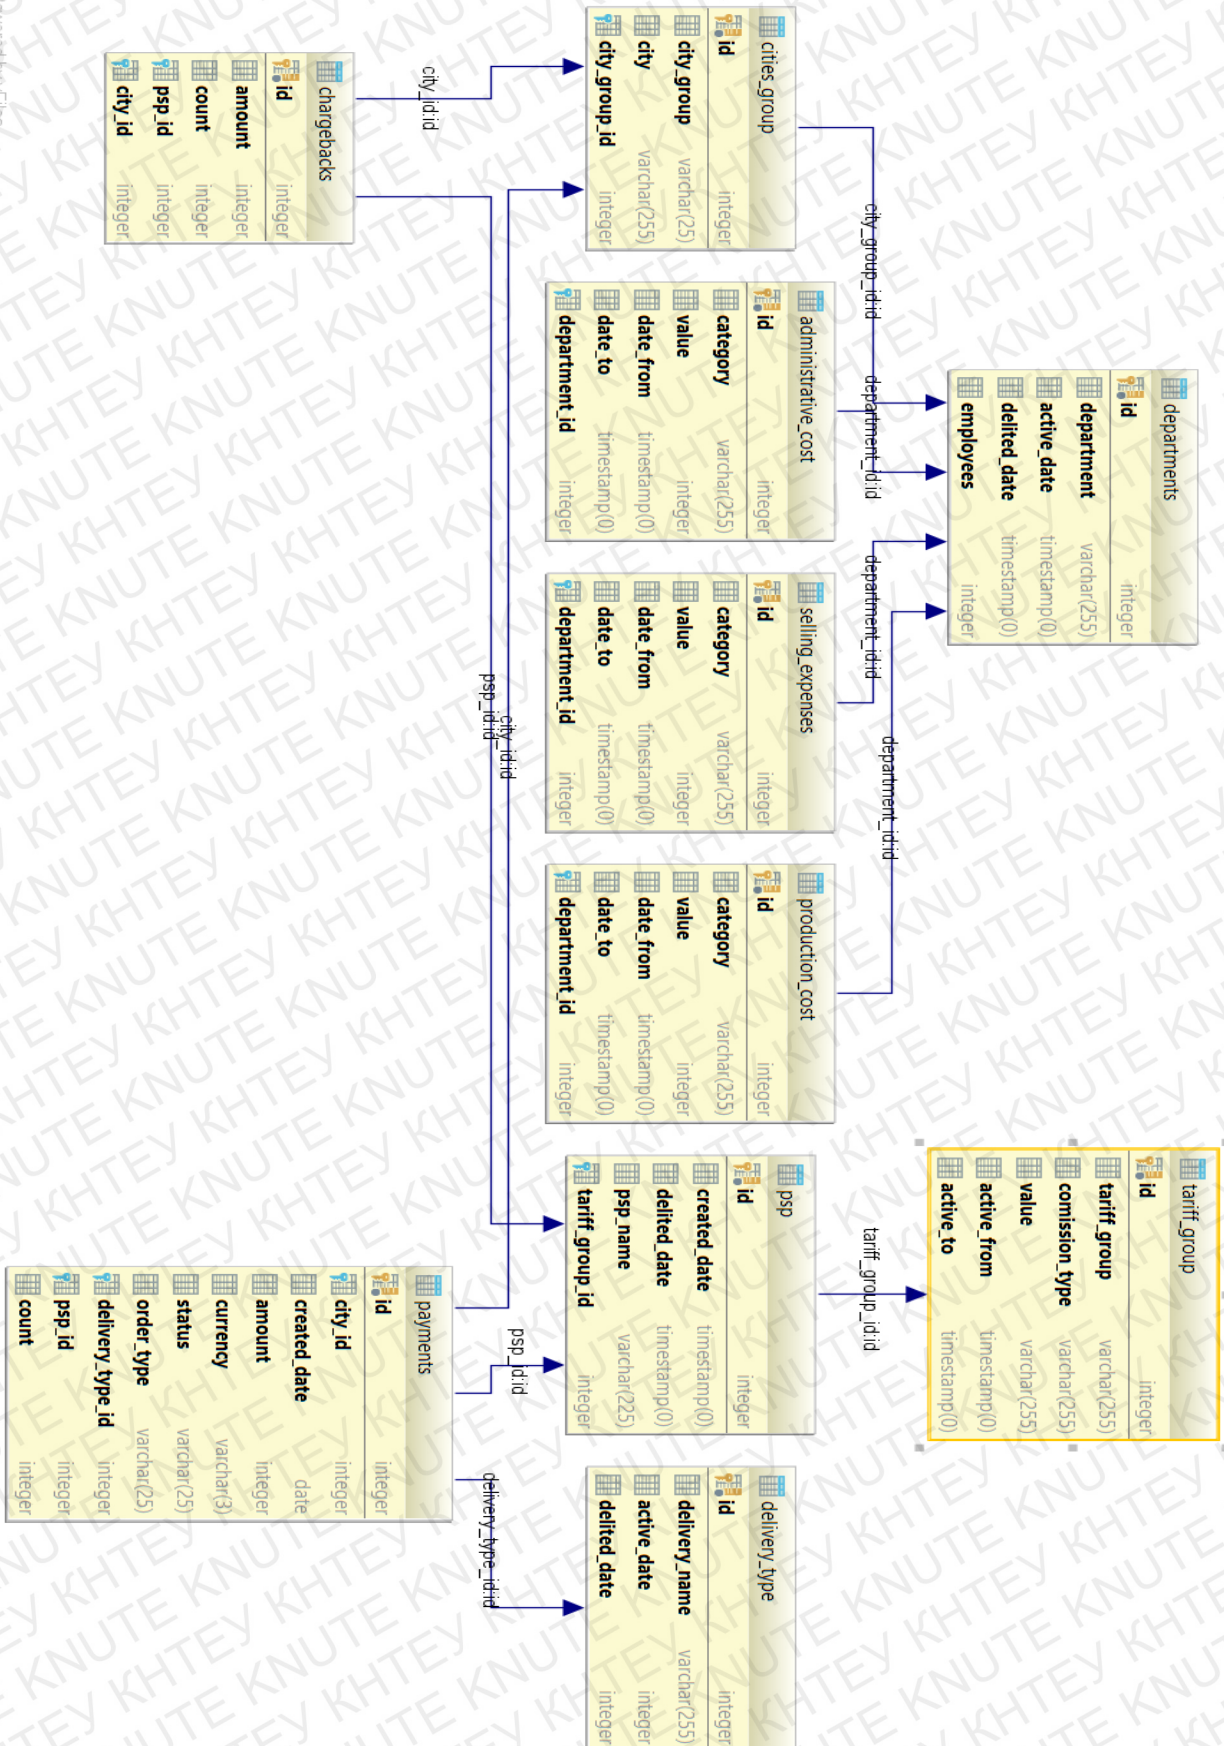 departments
id integer
department varchar(255)
active_date timestamp(0)
delited_date timestamp(0)
employees integer
tariff_group
id integer
tariff_group varchar(255)
comission_type varchar(255)
value varchar(255)
active_from timestamp(0)
active_to timestamp(0)
city_group_id:id
department_id:id
department_id:id
department_id:id
tariff_group_id:id
cities_group
id integer
city_group varchar(25)
city varchar(255)
city_group_id integer
administrative_cost
id integer
category varchar(255)
value integer
date_from timestamp(0)
date_to timestamp(0)
department_id integer
selling_expenses
id integer
category varchar(255)
value integer
date_from timestamp(0)
date_to timestamp(0)
department_id integer
production_cost
id integer
category varchar(255)
value integer
date_from timestamp(0)
date_to timestamp(0)
department_id integer
psp
id integer
created_date timestamp(0)
delited_date timestamp(0)
psp_name varchar(225)
tariff_group_id integer
delivery_type
id integer
delivery_name varchar(255)
active_date integer
delited_date integer
city_id:id
city_id:id
psp_id:id
psp_id:id
delivery_type_id:id
chargebacks
id integer
amount integer
count integer
psp_id integer
city_id integer
payments
id integer
city_id integer
created_date date
amount integer
currency varchar(3)
status varchar(25)
order_type varchar(25)
delivery_type_id integer
psp_id integer
count integer